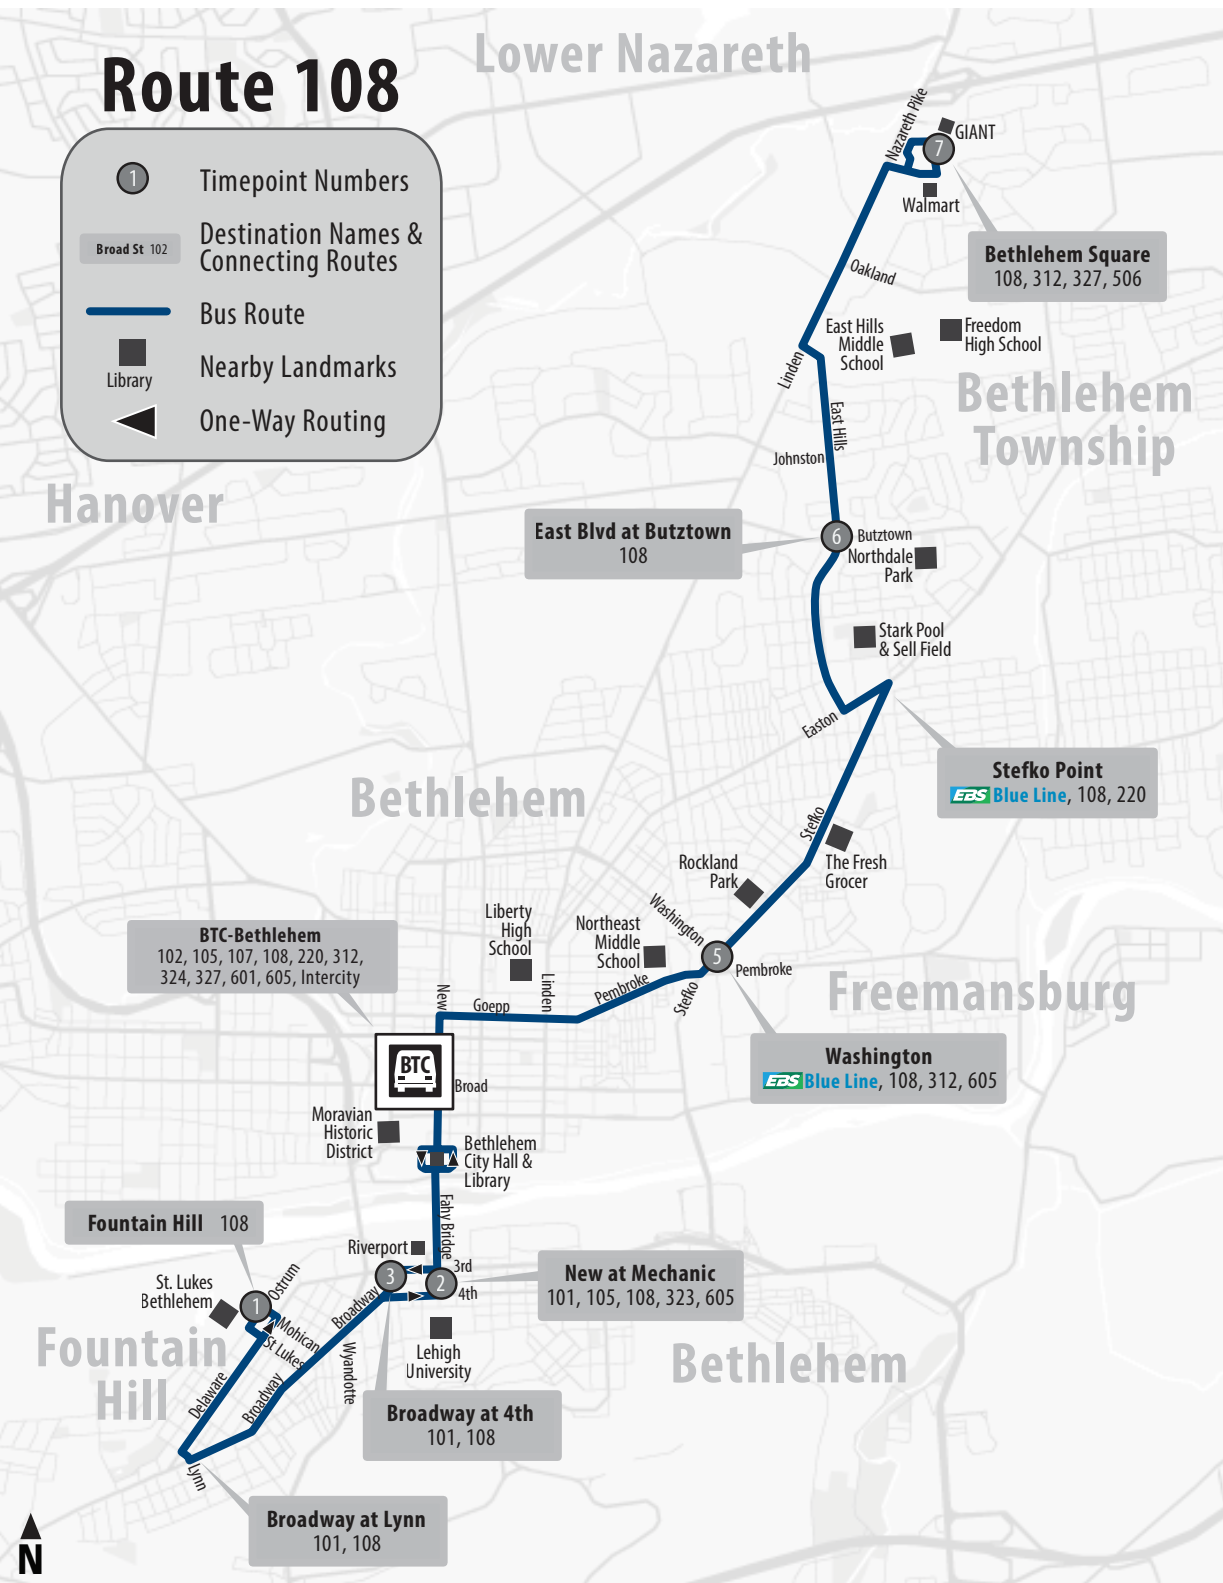 Route 108
1
Timepoint Numbers
Broad St 102
Destination Names &
Connecting Routes
Bus Route
Library
Nearby Landmarks
One-Way Routing
Lower Nazareth
Nazareth Pike
GIANT
7
Walmart
Bethlehem Square
108, 312, 327, 506
Oakland
East Hills
Middle
School
Freedom
High School
Linden
Bethlehem
Township
East Hills
Johnston
Hanover
East Blvd at Butztown
108
6
Butztown
Northdale
Park
Stark Pool
& Sell Field
Easton
Stefko Point
EBS Blue Line, 108, 220
Bethlehem
Stefko
The Fresh
Grocer
Rockland
Park
Washington
Liberty
High
School
Northeast
Middle
School
5
Pembroke
BTC-Bethlehem
102, 105, 107, 108, 220, 312,
324, 327, 601, 605, Intercity
New
Goepp
Linden
Pembroke
Stefko
Freemansburg
Washington
EBS Blue Line, 108, 312, 605
BTC
Broad
Moravian
Historic
District
Bethlehem
City Hall &
Library
Fahy Bridge
Fountain Hill 108
Riverport
3
3rd
2
4th
New at Mechanic
101, 105, 108, 323, 605
St. Lukes
Bethlehem
1
Ostrum
Mohican
St Lukes
Broadway
Wyandotte
Lehigh
University
Fountain
Hill
Bethlehem
Delaware
Broadway
Broadway at 4th
101, 108
Lynn
Broadway at Lynn
101, 108
N